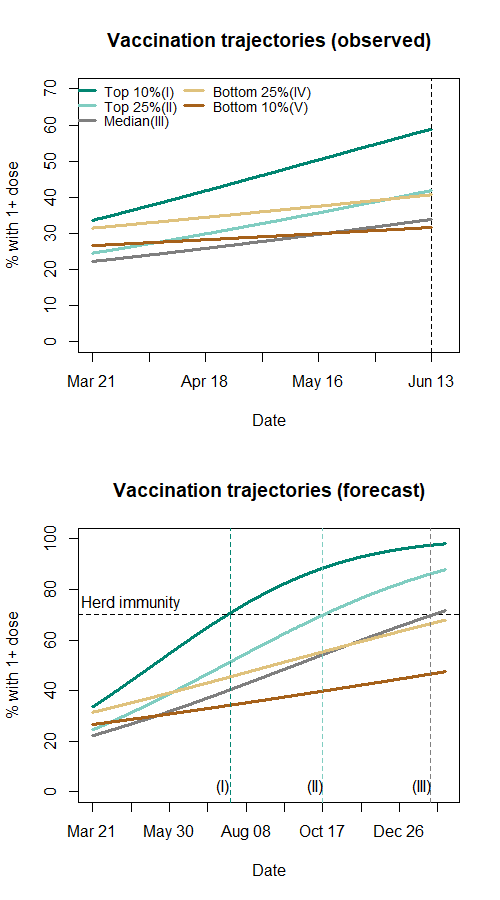 Vaccination trajectories (observed)
Top 10%(I)
Top 25%(II)
Median(III)
Bottom 25%(IV)
Bottom 10%(V)
% with 1+ dose
70
60
50
40
30
20
10
0
Mar 21 Apr 18 May 16 Jun 13
Date
Vaccination trajectories (forecast)
% with 1+ dose
100
80
60
40
20
0
Herd immunity
(I) (II) (III)
Mar 21 May 30 Aug 08 Oct 17 Dec 26
Date